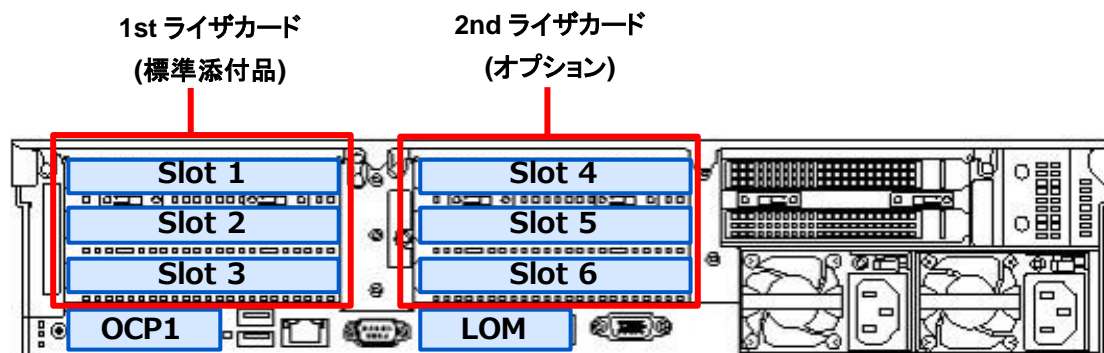 1st ライザカード
(標準添付品)
2nd ライザカード
(オプション)
Slot 1
Slot 2
Slot 3
Slot 4
Slot 5
Slot 6
OCP1
LOM